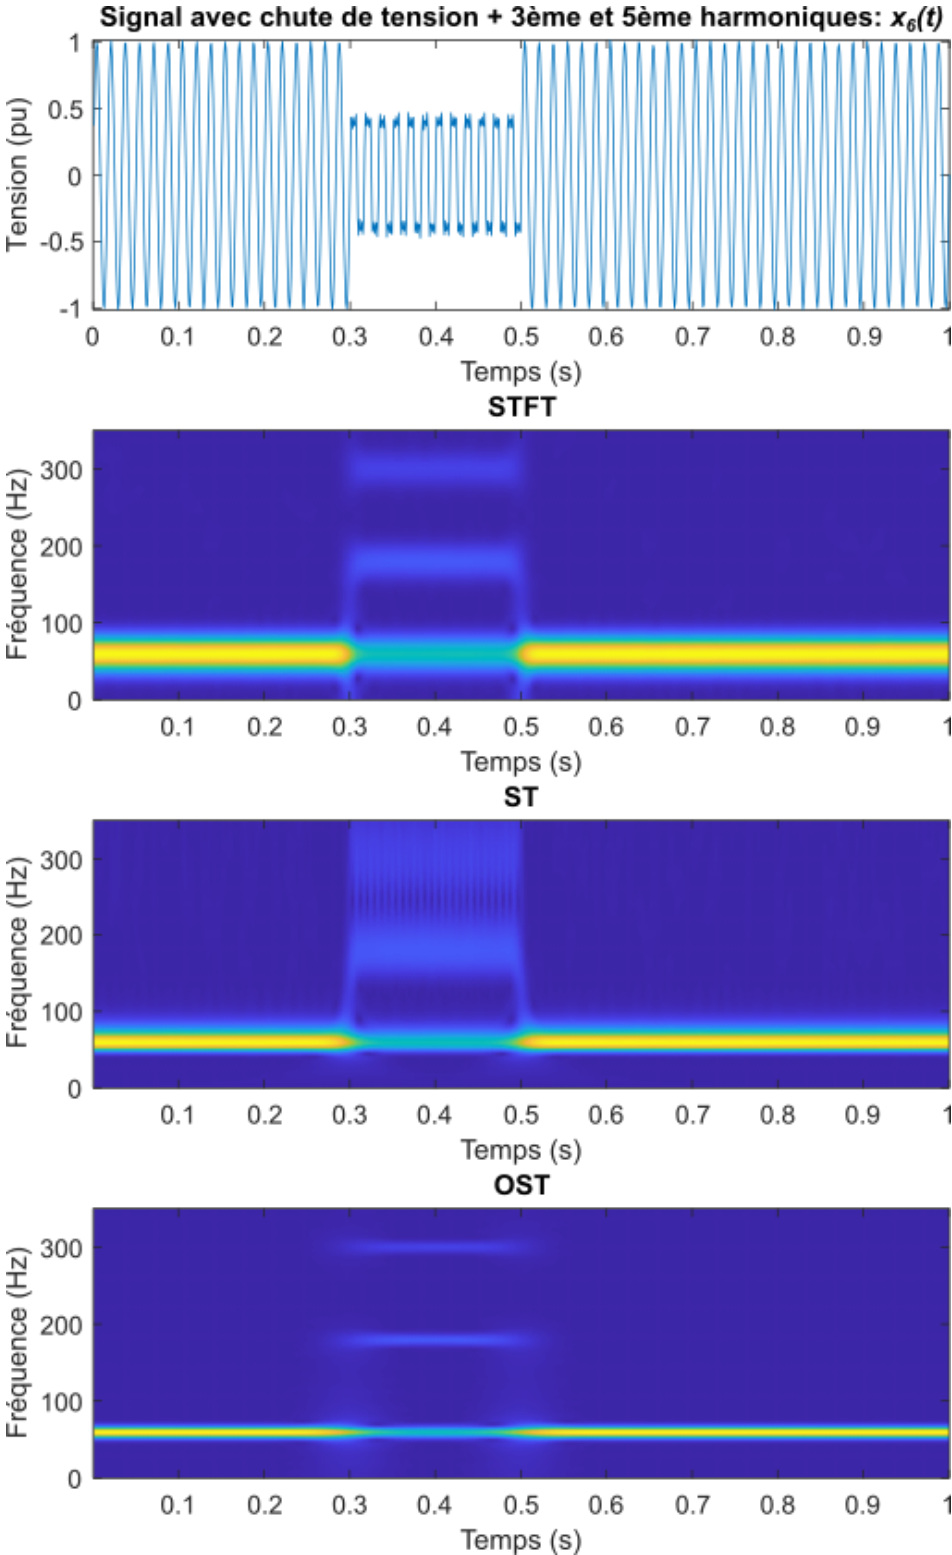 Signal avec chute de tension + 3ème et 5ème harmoniques: x₆(t)
Tension (pu)
1
0.5
0
-0.5
-1
0 0.1 0.2 0.3 0.4 0.5 0.6 0.7 0.8 0.9 1
Temps (s)
STFT
Fréquence (Hz)
300
200
100
0
0.1 0.2 0.3 0.4 0.5 0.6 0.7 0.8 0.9 1
Temps (s)
ST
Fréquence (Hz)
300
200
100
0
0.1 0.2 0.3 0.4 0.5 0.6 0.7 0.8 0.9 1
Temps (s)
OST
Fréquence (Hz)
300
200
100
0
0.1 0.2 0.3 0.4 0.5 0.6 0.7 0.8 0.9 1
Temps (s)